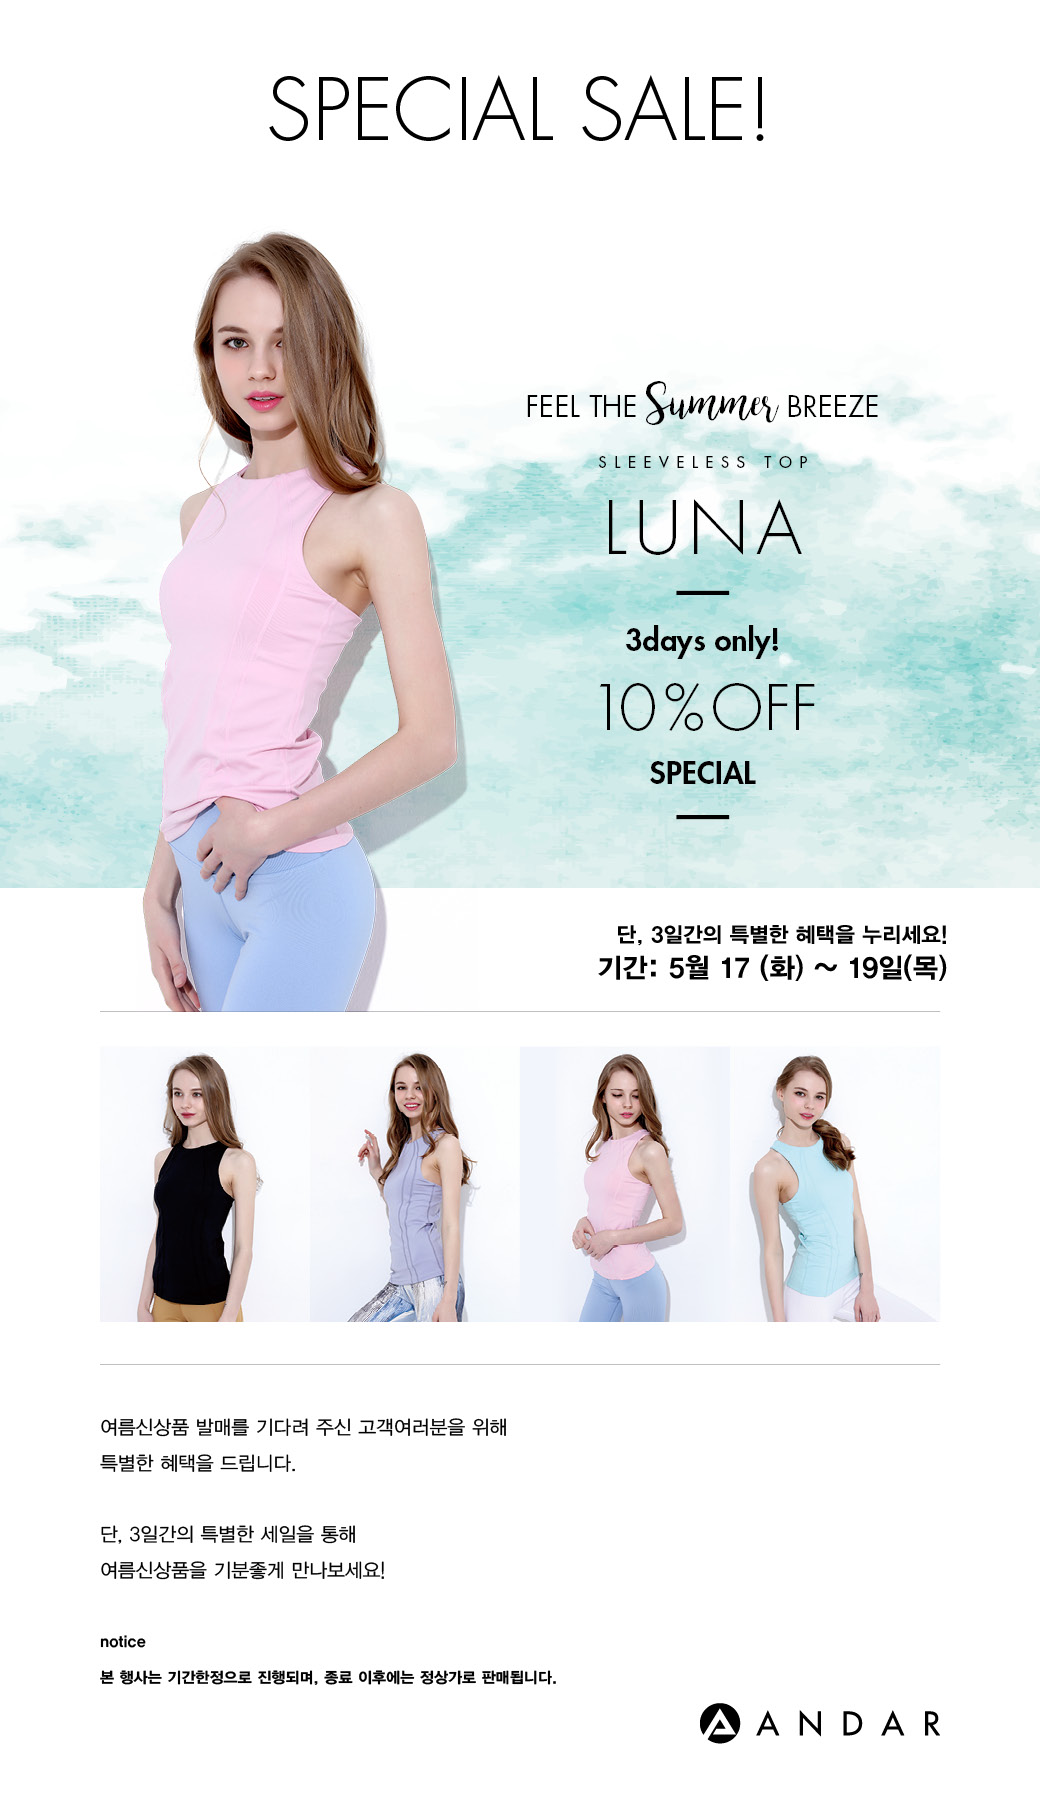 SPECIAL SALE!
FEEL THE Summer BREEZE
SLEEVELESS TOP
LUNA
3days only!
10%OFF
SPECIAL
단, 3일간의 특별한 혜택을 누리세요!
기간: 5월 17 (화) ~ 19일(목)
여름신상품 발매를 기다려 주신 고객여러분을 위해
특별한 혜택을 드립니다.
단, 3일간의 특별한 세일을 통해
여름신상품을 기분좋게 만나보세요!
notice
본 행사는 기간한정으로 진행되며, 종료 이후에는 정상가로 판매됩니다.
ANDAR